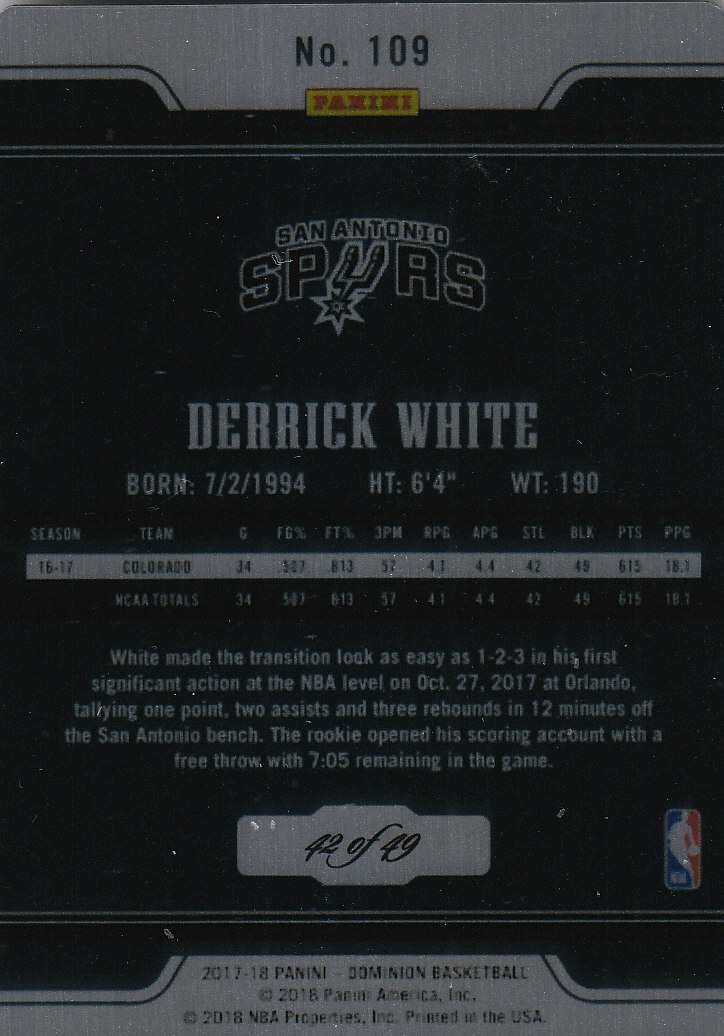 No. 109
PANINI
SAN ANTONIO
SPURS
DERRICK WHITE
BORN: 7/2/1994 HT: 6'4" WT: 190
SEASON TEAM G FG% FT% 3PM RPG APG STL BLK PTS PPG
16-17 COLORADO 34 .507 .813 57 4.1 4.4 42 49 615 18.1
NCAA TOTALS 34 .507 .813 57 4.1 4.4 42 49 615 18.1
White made the transition look as easy as 1-2-3 in his first
significant action at the NBA level on Oct. 27, 2017 at Orlando,
tallying one point, two assists and three rebounds in 12 minutes off
the San Antonio bench. The rookie opened his scoring account with a
free throw with 7:05 remaining in the game.
42 of 49
NBA
2017-18 PANINI – DOMINION BASKETBALL
© 2018 Panini America, Inc.
© 2018 NBA Properties, Inc. Printed in the USA.